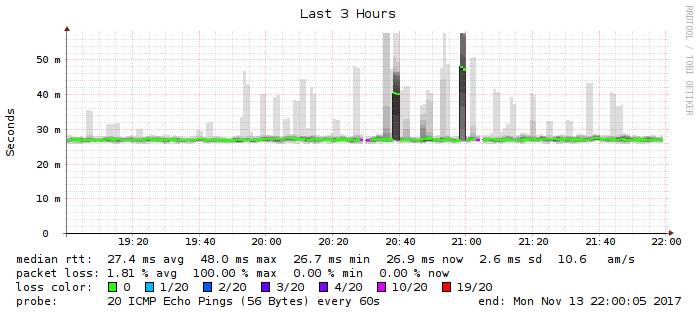 Last 3 Hours
RRDTOOL / TOBI OETIKER
Seconds
50 m
40 m
30 m
20 m
10 m
0
19:20 19:40 20:00 20:20 20:40 21:00 21:20 21:40 22:00
median rtt: 27.4 ms avg 48.0 ms max 26.7 ms min 26.9 ms now 2.6 ms sd 10.6 am/s
packet loss: 1.81 % avg 100.00 % max 0.00 % min 0.00 % now
loss color: 0 1/20 2/20 3/20 4/20 10/20 19/20
probe: 20 ICMP Echo Pings (56 Bytes) every 60s end: Mon Nov 13 22:00:05 2017